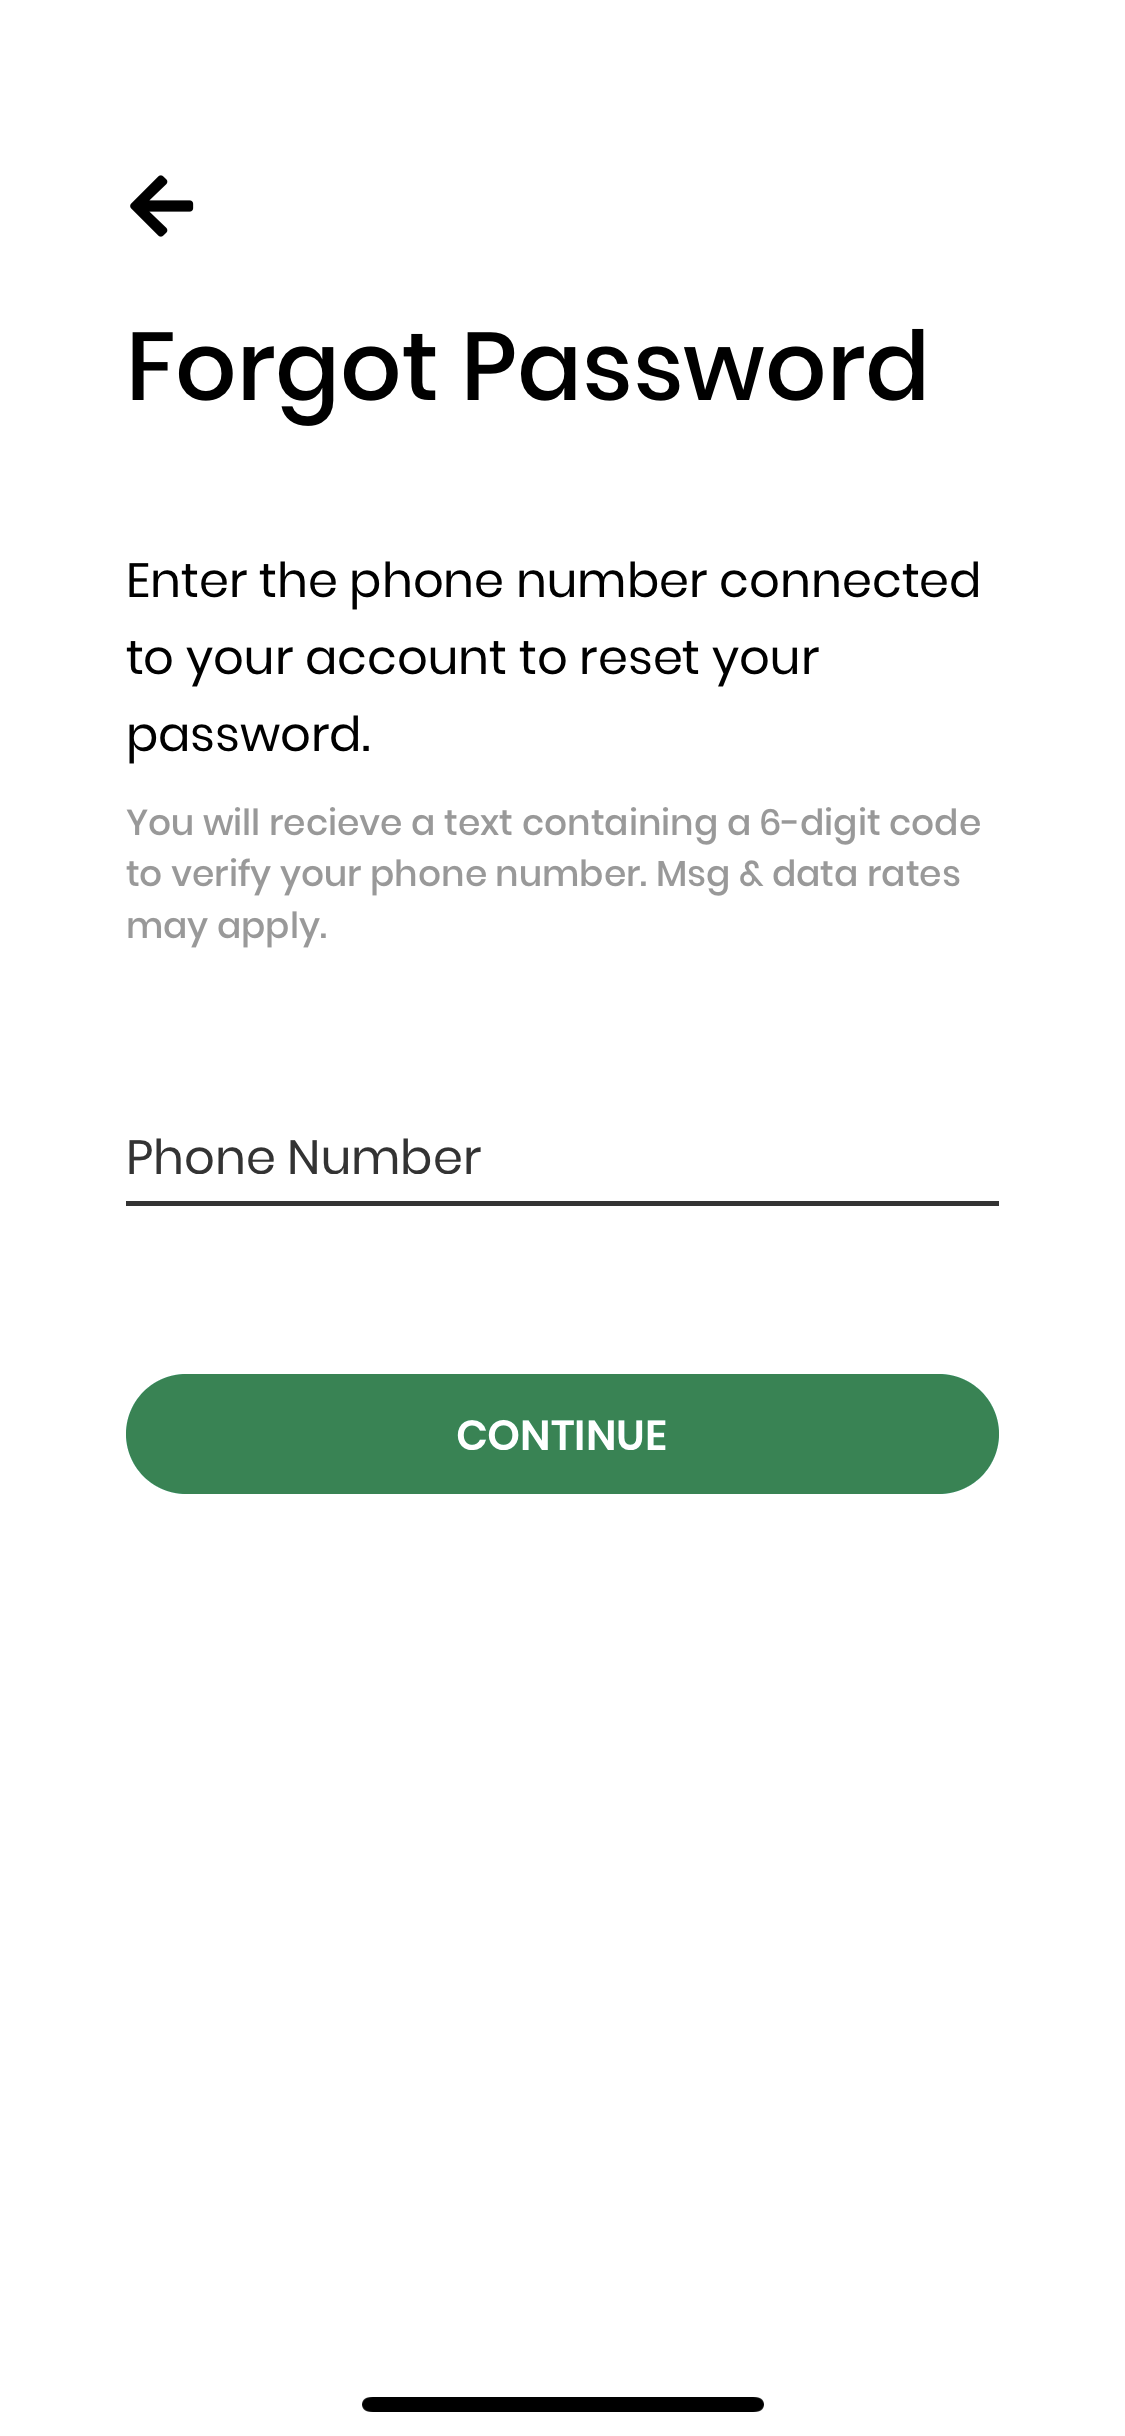 Forgot Password
Enter the phone number connected
to your account to reset your
password.
You will recieve a text containing a 6-digit code
to verify your phone number. Msg & data rates
may apply.
Phone Number
CONTINUE